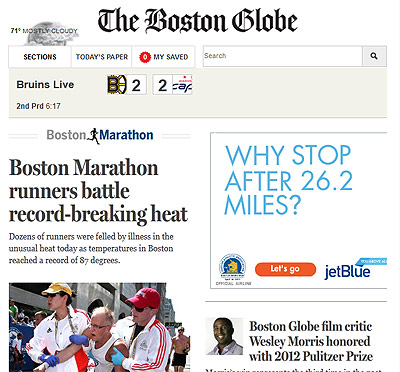 The Boston Globe
71° MOSTLY CLOUDY
SECTIONS
TODAY'S PAPER
0 MY SAVED
Search
Bruins Live
2
2
2nd Prd 6:17
Boston Marathon
Boston Marathon
runners battle
record-breaking heat
Dozens of runners were felled by illness in the
unusual heat today as temperatures in Boston
reached a record of 87 degrees.
WHY STOP
AFTER 26.2
MILES?
OFFICIAL AIRLINE
Let's go
jetBlue
YOU ABOVE ALL
Boston Globe film critic
Wesley Morris honored
with 2012 Pulitzer Prize